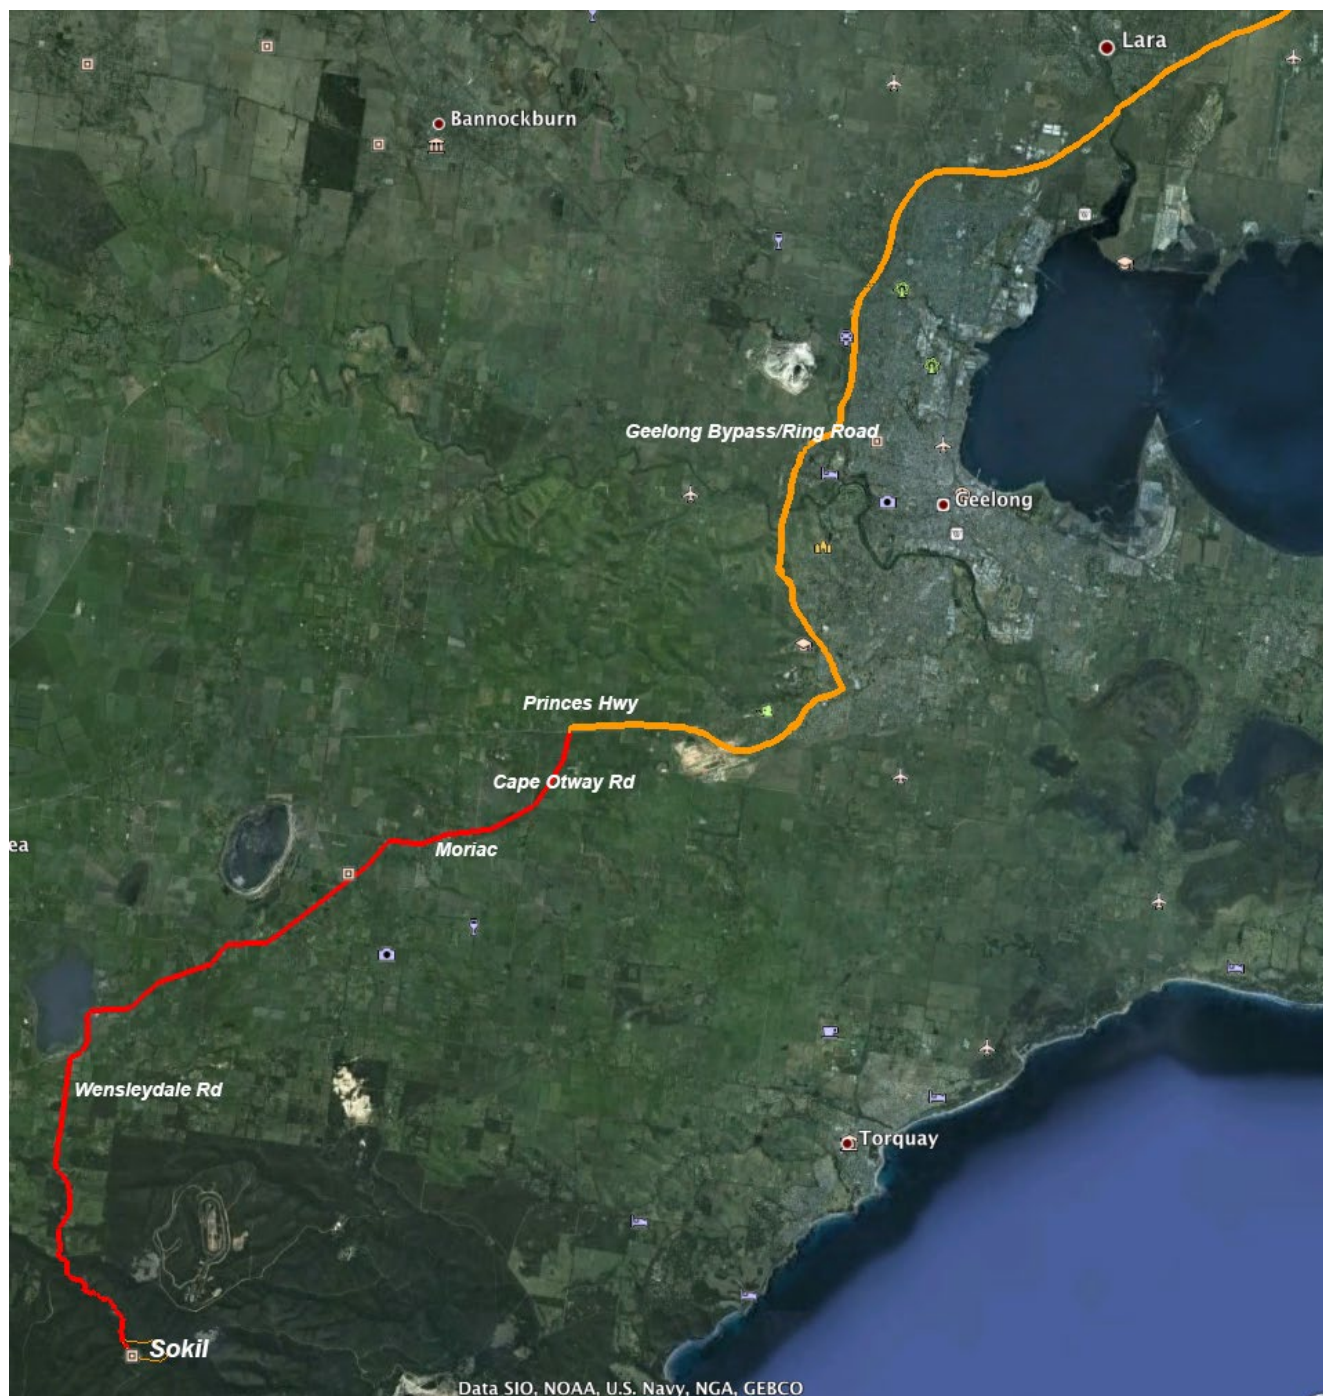 Lara
Bannockburn
Geelong Bypass/Ring Road
Geelong
Princes Hwy
Cape Otway Rd
ea
Moriac
Wensleydale Rd
Torquay
Sokil
Data SIO, NOAA, U.S. Navy, NGA, GEBCO